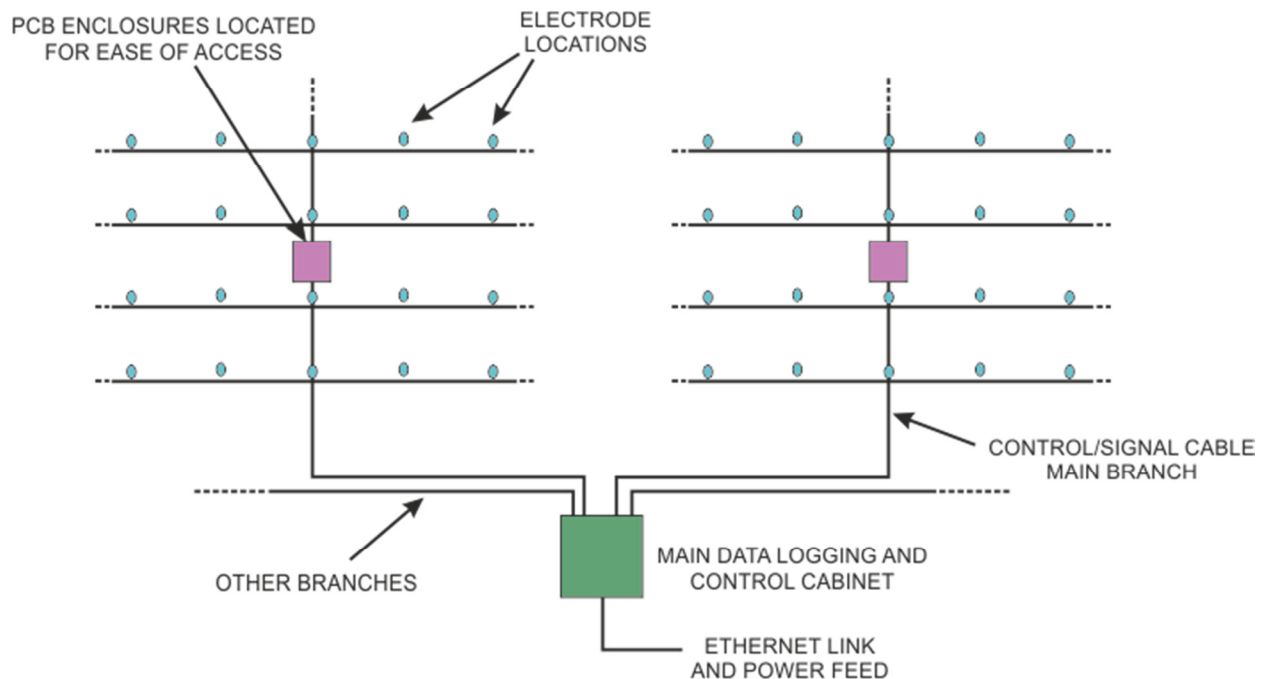 PCB ENCLOSURES LOCATED
FOR EASE OF ACCESS
ELECTRODE
LOCATIONS
CONTROL/SIGNAL CABLE
MAIN BRANCH
OTHER BRANCHES
MAIN DATA LOGGING AND
CONTROL CABINET
ETHERNET LINK
AND POWER FEED